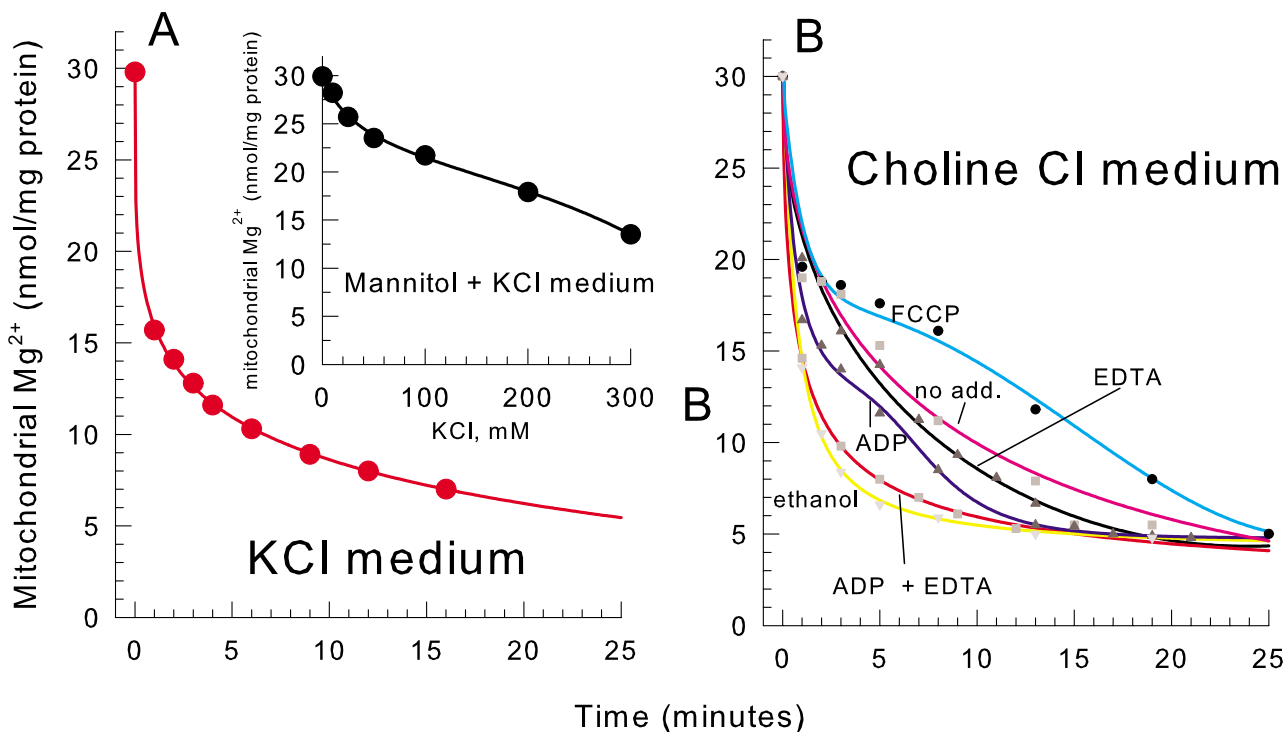 A
Mitochondrial Mg2+ (nmol/mg protein)
30
25
20
15
10
5
0
0 5 10 15 20 25
KCl medium
mitochondrial Mg2+ (nmol/mg protein)
30
25
20
15
10
5
0
0 100 200 300
KCl, mM
Mannitol + KCl medium
B
B
Choline Cl medium
30
25
20
15
10
5
0
0 5 10 15 20 25
FCCP
EDTA
no add.
ADP
ethanol
ADP + EDTA
Time (minutes)